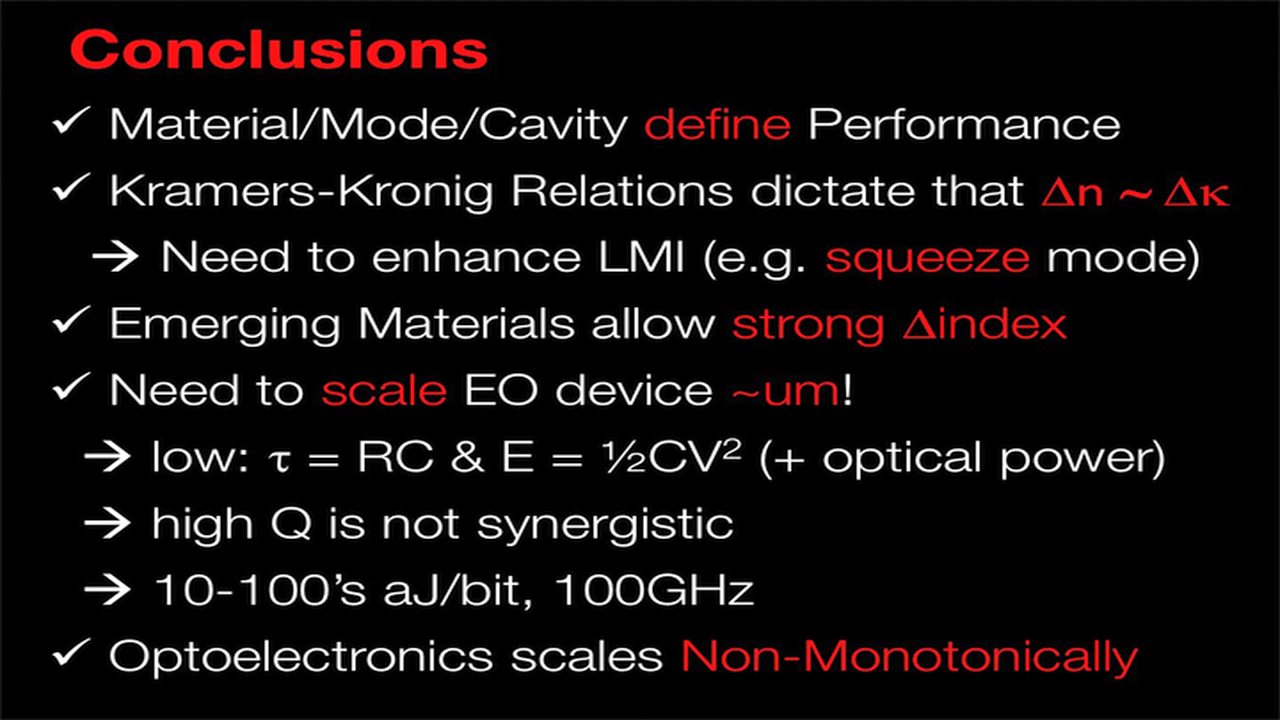 Conclusions
✓ Material/Mode/Cavity define Performance
✓ Kramers-Kronig Relations dictate that Δn ~ Δκ
→ Need to enhance LMI (e.g. squeeze mode)
✓ Emerging Materials allow strong Δindex
✓ Need to scale EO device ~um!
→ low: τ = RC & E = ½CV² (+ optical power)
→ high Q is not synergistic
→ 10-100’s aJ/bit, 100GHz
✓ Optoelectronics scales Non-Monotonically